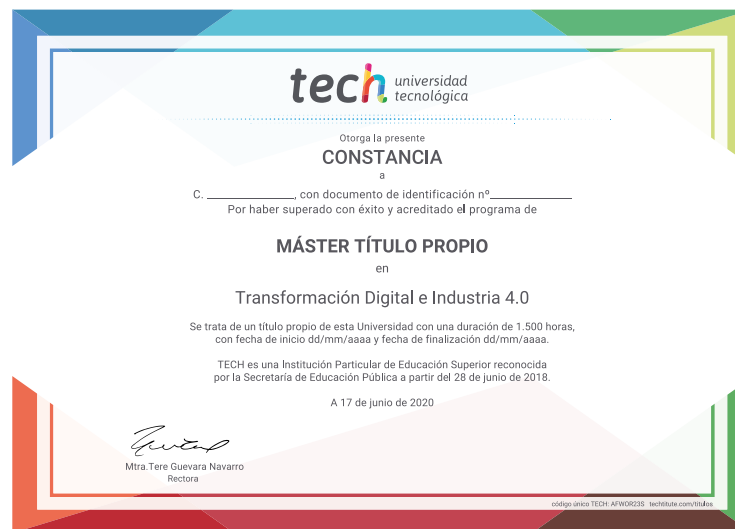 tech universidad
tecnológica
Otorga la presente
CONSTANCIA
a
C. ______________, con documento de identificación nº_____________
Por haber superado con éxito y acreditado el programa de
MÁSTER TÍTULO PROPIO
en
Transformación Digital e Industria 4.0
Se trata de un título propio de esta Universidad con una duración de 1.500 horas,
con fecha de inicio dd/mm/aaaa y fecha de finalización dd/mm/aaaa.
TECH es una Institución Particular de Educación Superior reconocida
por la Secretaría de Educación Pública a partir del 28 de junio de 2018.
A 17 de junio de 2020
Mtra.Tere Guevara Navarro
Rectora
código único TECH: AFWOR23S techtitute.com/títulos